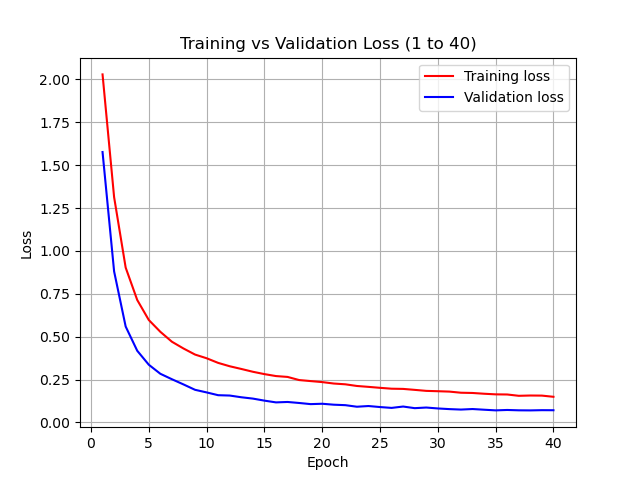 Training vs Validation Loss (1 to 40)
Training loss
Validation loss
2.00
1.75
1.50
1.25
1.00
0.75
0.50
0.25
0.00
Loss
0 5 10 15 20 25 30 35 40
Epoch